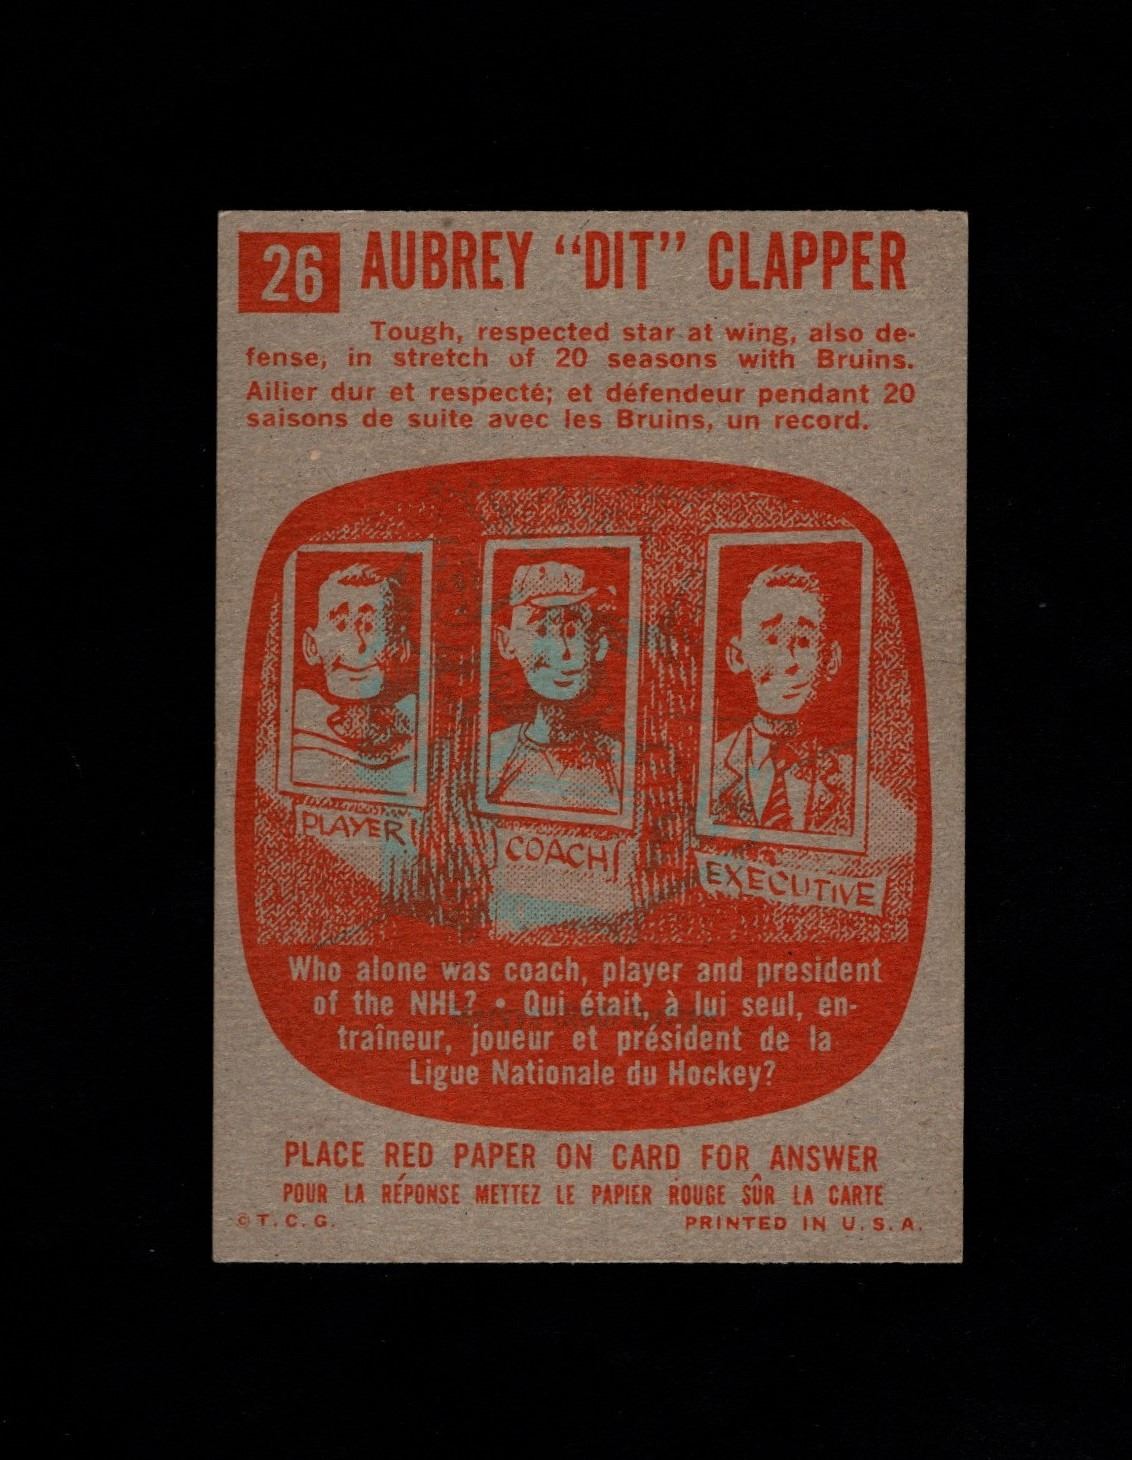 26 AUBREY “DIT” CLAPPER
Tough, respected star at wing, also de-
fense, in stretch of 20 seasons with Bruins.
Ailier dur et respecté; et défendeur pendant 20
saisons de suite avec les Bruins, un record.
PLAYER
COACH
EXECUTIVE
Who alone was coach, player and president
of the NHL? • Qui était, à lui seul, en-
traîneur, joueur et président de la
Ligue Nationale du Hockey?
PLACE RED PAPER ON CARD FOR ANSWER
POUR LA RÉPONSE METTEZ LE PAPIER ROUGE SÛR LA CARTE
© T. C. G.
PRINTED IN U. S. A.